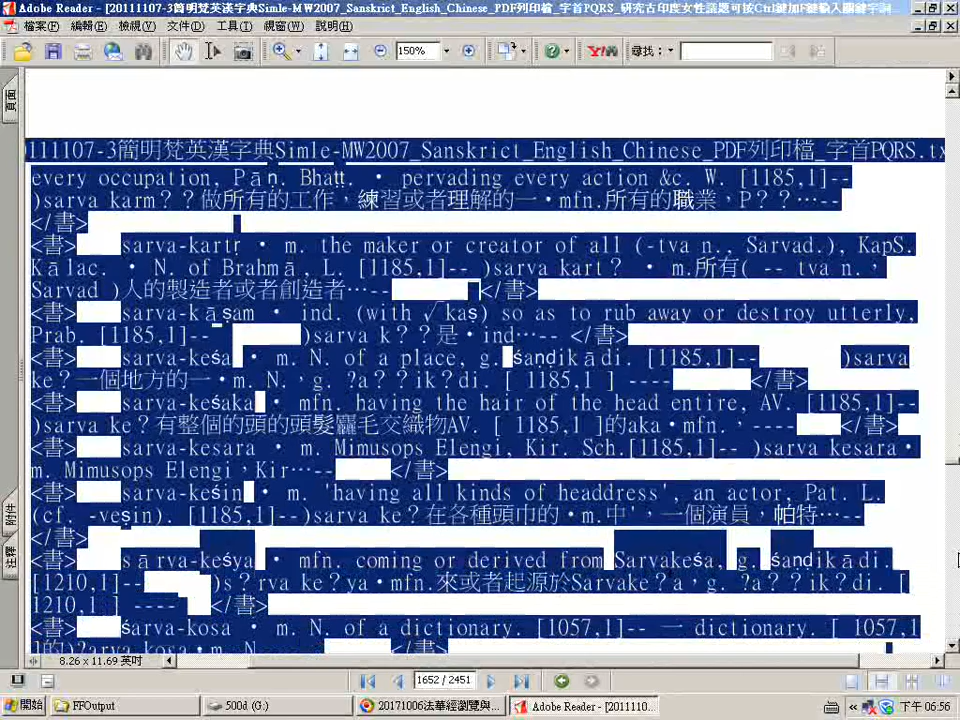 Adobe Reader - [20111107-3簡明梵英漢字典Simle-MW2007_Sanskrict_English_Chinese_PDF列印檔_字首PQRS_研究古印度女性話題可按Ctrl鍵加F鍵輸入關鍵字詞
檔案(F) 編輯(E) 檢視(V) 文件(D) 工具(T) 視窗(W) 說明(H)
150% Y! 尋找：
頁面
附件
註釋
111107-3簡明梵英漢字典Simle-MW2007_Sanskrict_English_Chinese_PDF列印檔_字首PQRS.tx
every occupation, Pāṇ. Bhaṭṭ. • pervading every action &c. W. [1185,1]--
)sarva karm？？做所有的工作，練習或者理解的一•mfn.所有的職業，P？？…--
</書>
<書> sarva-kartṛ • m. the maker or creator of all (-tva n., Sarvad.), KapS.
Kālac. • N. of Brahmā, L. [1185,1]-- )sarva kart？ • m.所有( -- tva n.，
Sarvad )人的製造者或者創造者…-- </書>
<書> sarva-kāṣam • ind. (with √kaṣ) so as to rub away or destroy utterly,
Prab. [1185,1]-- )sarva k？？是•ind…-- </書>
<書> sarva-keśa • m. N. of a place, g. śaṇḍikādi. [1185,1]-- )sarva
ke？一個地方的一•m. N.，g. ?a？？ik？di. [ 1185,1 ] ---- </書>
<書> sarva-keśaka • mfn. having the hair of the head entire, AV. [1185,1]--
)sarva ke？有整個的頭的頭髮毛交織物AV. [ 1185,1 ]的aka•mfn.，---- </書>
<書> sarva-kesara • m. Mimusops Elengi, Kir. Sch.[1185,1]-- )sarva kesara•
m. Mimusops Elengi，Kir…-- </書>
<書> sarva-keśin • m. 'having all kinds of headdress', an actor, Pat. L.
(cf. -veṣin). [1185,1]--)sarva ke？在各種頭巾的•m.中'，一個演員，帕特…--
</書>
<書> sārva-keśya • mfn. coming or derived from Sarvakeśa, g. śaṇḍikādi.
[1210,1]-- )s？rva ke？ya•mfn.來或者起源於Sarvake？a，g. ?a？？ik？di. [
1210,1 ] ---- </書>
<書> śarva-kosa • m. N. of a dictionary. [1057,1]-- 一 dictionary. [ 1057,1
]的)?arva kosa•m. N. </書>
8.26 x 11.69 英吋 1652 / 2451
開始 FFOutput 500d (G:) 20171006法華經瀏覽與... Adobe Reader - [2011110... 下午 06:56